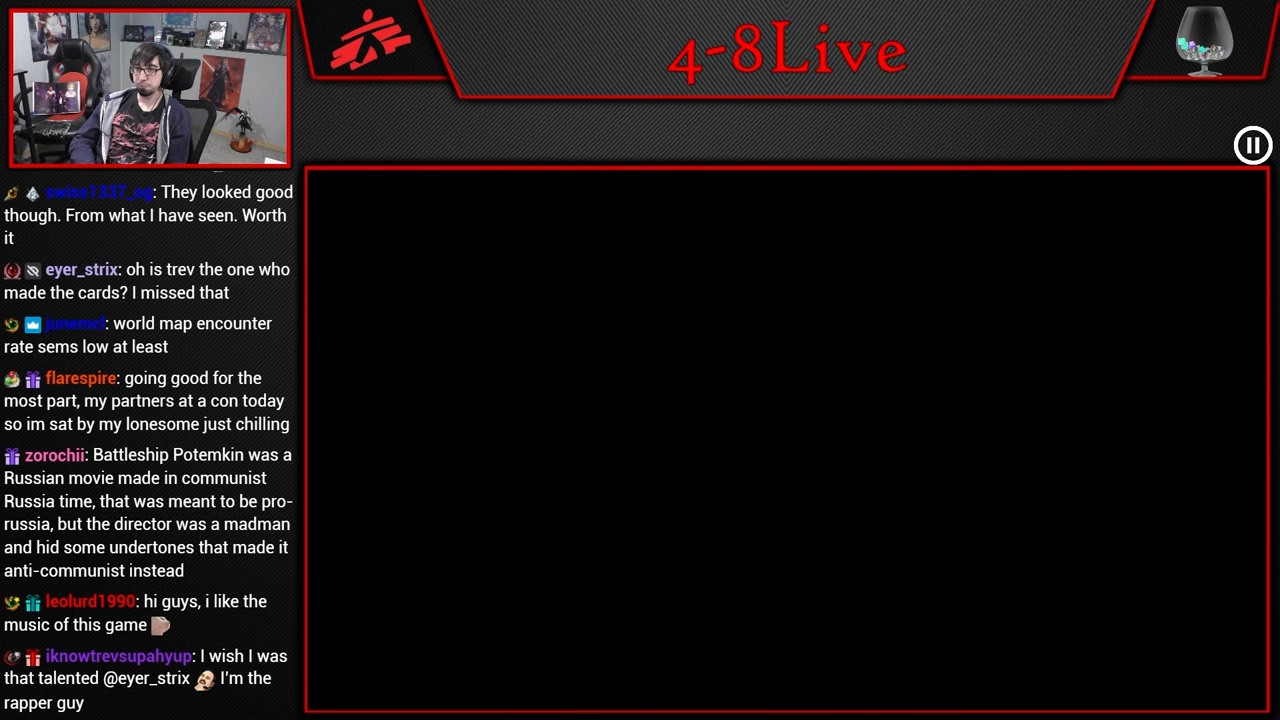 4-8Live
swiss1337_og: They looked good
though. From what I have seen. Worth
it
eyer_strix: oh is trev the one who
made the cards? I missed that
junemcl: world map encounter
rate sems low at least
flarespire: going good for the
most part, my partners at a con today
so im sat by my lonesome just chilling
zorochii: Battleship Potemkin was a
Russian movie made in communist
Russia time, that was meant to be pro-
russia, but the director was a madman
and hid some undertones that made it
anti-communist instead
leolurd1990: hi guys, i like the
music of this game
iknowtrevsupahyup: I wish I was
that talented @eyer_strix I'm the
rapper guy